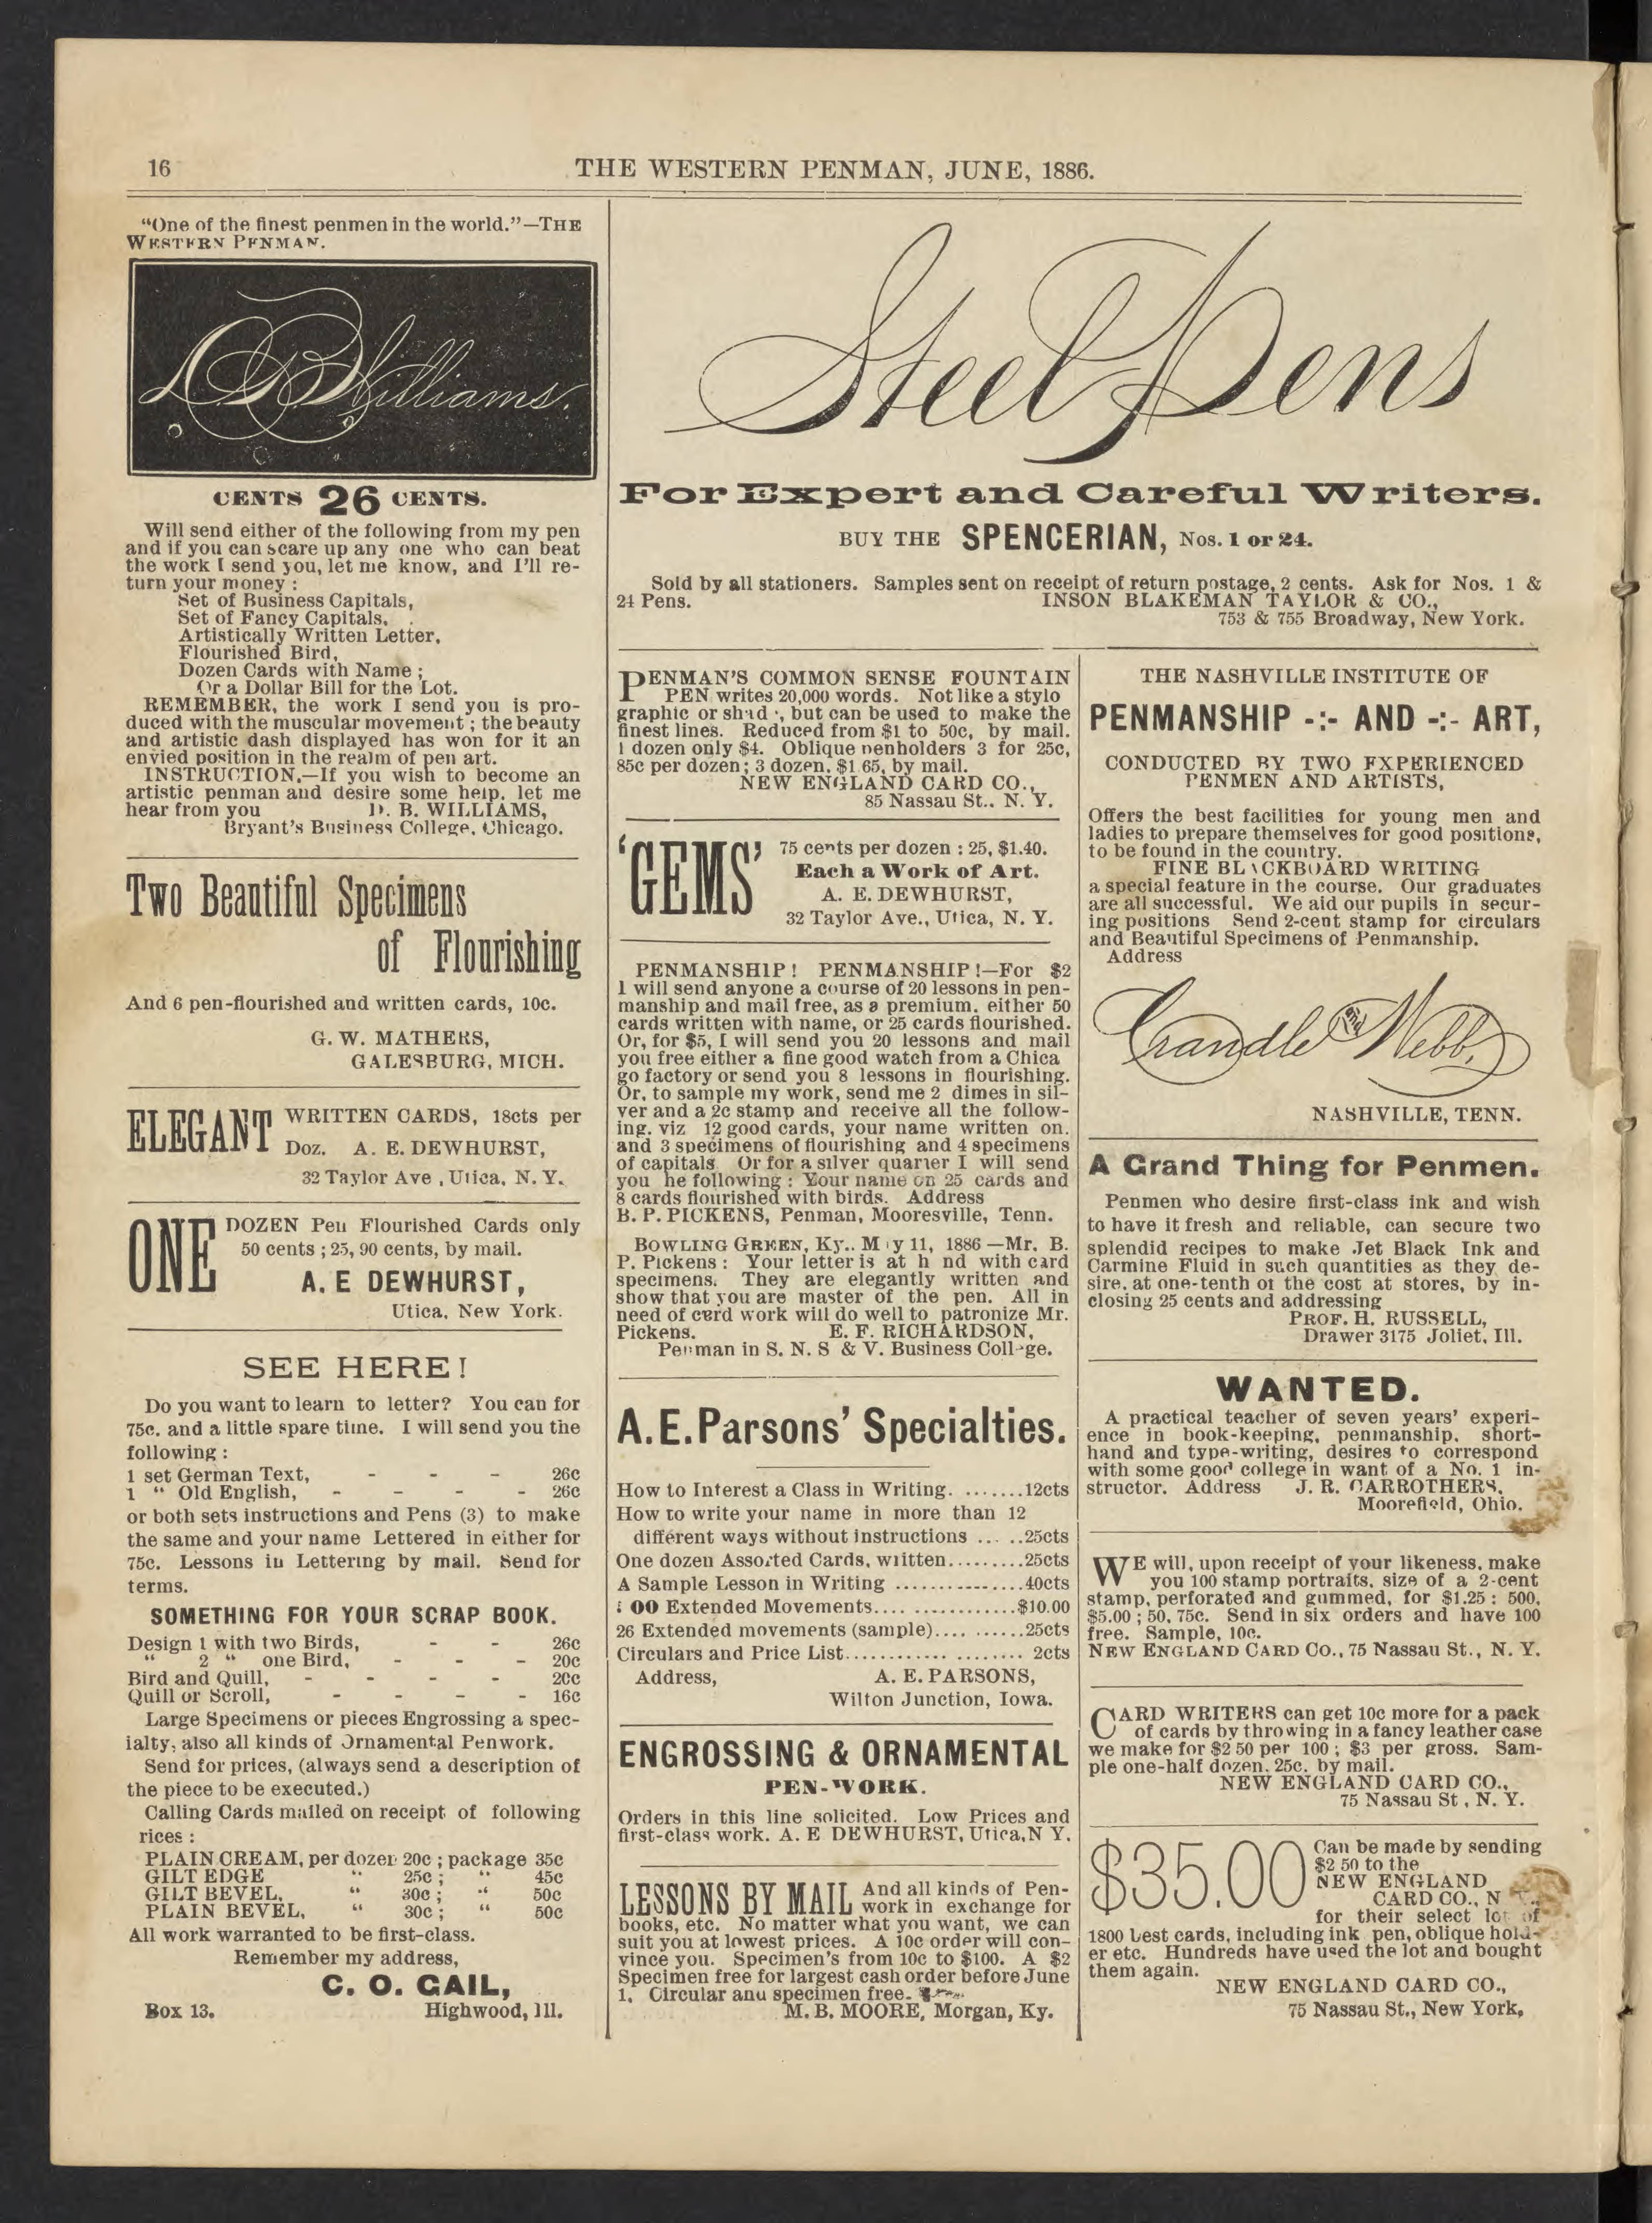 16
THE WESTERN PENMAN, JUNE, 1886.
"One of the finest penmen in the world."—THE
WESTERN PENMAN.
D B Williams.
CENTS 26 CENTS.
Will send either of the following from my pen
and if you can scare up any one who can beat
the work I send you, let me know, and I'll re-
turn your money :
Set of Business Capitals,
Set of Fancy Capitals,
Artistically Written Letter,
Flourished Bird,
Dozen Cards with Name ;
Or a Dollar Bill for the Lot.
REMEMBER, the work I send you is pro-
duced with the muscular movement ; the beauty
and artistic dash displayed has won for it an
envied position in the realm of pen art.
INSTRUCTION.—If you wish to become an
artistic penman and desire some help, let me
hear from you D. B. WILLIAMS,
Bryant's Business College, Chicago.
Two Beautiful Specimens
of Flourishing
And 6 pen-flourished and written cards, 10c.
G. W. MATHERS,
GALESBURG, MICH.
ELEGANT WRITTEN CARDS, 18cts per
Doz. A. E. DEWHURST,
32 Taylor Ave , Utica, N. Y.
ONE DOZEN Pen Flourished Cards only
50 cents ; 25, 90 cents, by mail.
A. E DEWHURST,
Utica, New York.
SEE HERE!
Do you want to learn to letter? You can for
75c. and a little spare time. I will send you the
following :
1 set German Text, - - - 26c
1 " Old English, - - - - 26c
or both sets instructions and Pens (3) to make
the same and your name Lettered in either for
75c. Lessons in Lettering by mail. Send for
terms.
SOMETHING FOR YOUR SCRAP BOOK.
Design 1 with two Birds, - - 26c
" 2 " one Bird, - - - 20c
Bird and Quill, - - - - 20c
Quill or Scroll, - - - - 16c
Large Specimens or pieces Engrossing a spec-
ialty, also all kinds of Ornamental Penwork.
Send for prices, (always send a description of
the piece to be executed.)
Calling Cards mailed on receipt of following
rices :
PLAIN CREAM, per dozen 20c ; package 35c
GILT EDGE " 25c ; " 45c
GILT BEVEL, " 30c ; " 50c
PLAIN BEVEL, " 30c ; " 50c
All work warranted to be first-class.
Remember my address,
C. O. GAIL,
Box 13. Highwood, Ill.
Steel Pens
For Expert and Careful Writers.
BUY THE SPENCERIAN, Nos. 1 or 24.
Sold by all stationers. Samples sent on receipt of return postage, 2 cents. Ask for Nos. 1 &
24 Pens. INSON BLAKEMAN TAYLOR & CO.,
753 & 755 Broadway, New York.
PENMAN'S COMMON SENSE FOUNTAIN
PEN writes 20,000 words. Not like a stylo
graphic or shad , but can be used to make the
finest lines. Reduced from $1 to 50c, by mail.
1 dozen only $4. Oblique penholders 3 for 25c,
85c per dozen; 3 dozen, $1 65, by mail.
NEW ENGLAND CARD CO.,
85 Nassau St.. N. Y.
'GEMS' 75 cents per dozen : 25, $1.40.
Each a Work of Art.
A. E. DEWHURST,
32 Taylor Ave., Utica, N. Y.
PENMANSHIP ! PENMANSHIP !—For $2
I will send anyone a course of 20 lessons in pen-
manship and mail free, as a premium, either 50
cards written with name, or 25 cards flourished.
Or, for $5, I will send you 20 lessons and mail
you free either a fine good watch from a Chica
go factory or send you 8 lessons in flourishing.
Or, to sample my work, send me 2 dimes in sil-
ver and a 2c stamp and receive all the follow-
ing, viz 12 good cards, your name written on,
and 3 specimens of flourishing and 4 specimens
of capitals Or for a silver quarter I will send
you he following : Your name on 25 cards and
8 cards flourished with birds. Address
B. P. PICKENS, Penman, Mooresville, Tenn.
BOWLING GREEN, Ky.. M y 11, 1886 —Mr. B.
P. Pickens : Your letter is at h nd with card
specimens. They are elegantly written and
show that you are master of the pen. All in
need of card work will do well to patronize Mr.
Pickens. E. F. RICHARDSON,
Penman in S. N. S & V. Business College.
A. E. Parsons' Specialties.
How to Interest a Class in Writing. .......12cts
How to write your name in more than 12
different ways without instructions ... ..25cts
One dozen Assorted Cards, written.........25cts
A Sample Lesson in Writing ................40cts
00 Extended Movements.... .............$10.00
26 Extended movements (sample).... ......25cts
Circulars and Price List............ ......... 2cts
Address, A. E. PARSONS,
Wilton Junction, Iowa.
ENGROSSING & ORNAMENTAL
PEN-WORK.
Orders in this line solicited. Low Prices and
first-class work. A. E DEWHURST, Utica, N Y.
LESSONS BY MAIL And all kinds of Pen-
work in exchange for
books, etc. No matter what you want, we can
suit you at lowest prices. A 10c order will con-
vince you. Specimen's from 10c to $100. A $2
Specimen free for largest cash order before June
1. Circular and specimen free.
M. B. MOORE, Morgan, Ky.
THE NASHVILLE INSTITUTE OF
PENMANSHIP -:- AND -:- ART,
CONDUCTED BY TWO EXPERIENCED
PENMEN AND ARTISTS,
Offers the best facilities for young men and
ladies to prepare themselves for good positions,
to be found in the country.
FINE BLACKBOARD WRITING
a special feature in the course. Our graduates
are all successful. We aid our pupils in secur-
ing positions Send 2-cent stamp for circulars
and Beautiful Specimens of Penmanship.
Address
Crandle & Webb,
NASHVILLE, TENN.
A Grand Thing for Penmen.
Penmen who desire first-class ink and wish
to have it fresh and reliable, can secure two
splendid recipes to make Jet Black Ink and
Carmine Fluid in such quantities as they de-
sire, at one-tenth of the cost at stores, by in-
closing 25 cents and addressing
PROF. H. RUSSELL,
Drawer 3175 Joliet, Ill.
WANTED.
A practical teacher of seven years' experi-
ence in book-keeping, penmanship, short-
hand and type-writing, desires to correspond
with some good college in want of a No. 1 in-
structor. Address J. R. CARROTHERS,
Moorefield, Ohio.
WE will, upon receipt of your likeness, make
you 100 stamp portraits, size of a 2-cent
stamp, perforated and gummed, for $1.25 : 500,
$5.00 ; 50, 75c. Send in six orders and have 100
free. Sample, 10c.
NEW ENGLAND CARD CO., 75 Nassau St., N. Y.
CARD WRITERS can get 10c more for a pack
of cards by throwing in a fancy leather case
we make for $2 50 per 100 ; $3 per gross. Sam-
ple one-half dozen, 25c. by mail.
NEW ENGLAND CARD CO.,
75 Nassau St , N. Y.
$35.00 Can be made by sending
$2 50 to the
NEW ENGLAND
CARD CO., N Y.,
for their select lot of
1800 best cards, including ink pen, oblique hold-
er etc. Hundreds have used the lot and bought
them again.
NEW ENGLAND CARD CO.,
75 Nassau St., New York,